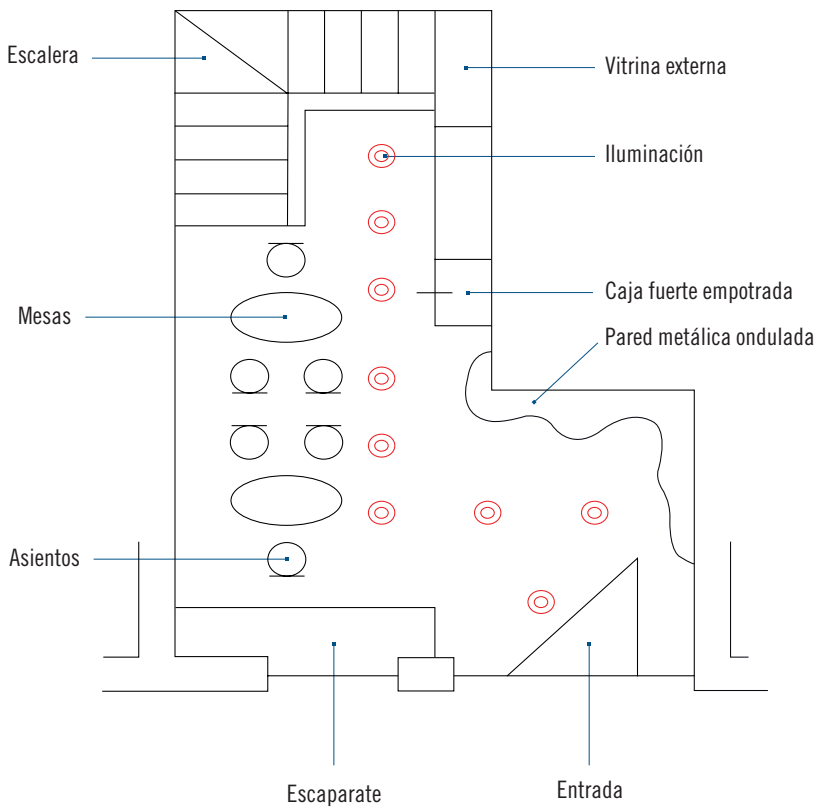 Escalera
Vitrina externa
Iluminación
Caja fuerte empotrada
Mesas
Pared metálica ondulada
Asientos
Escaparate
Entrada